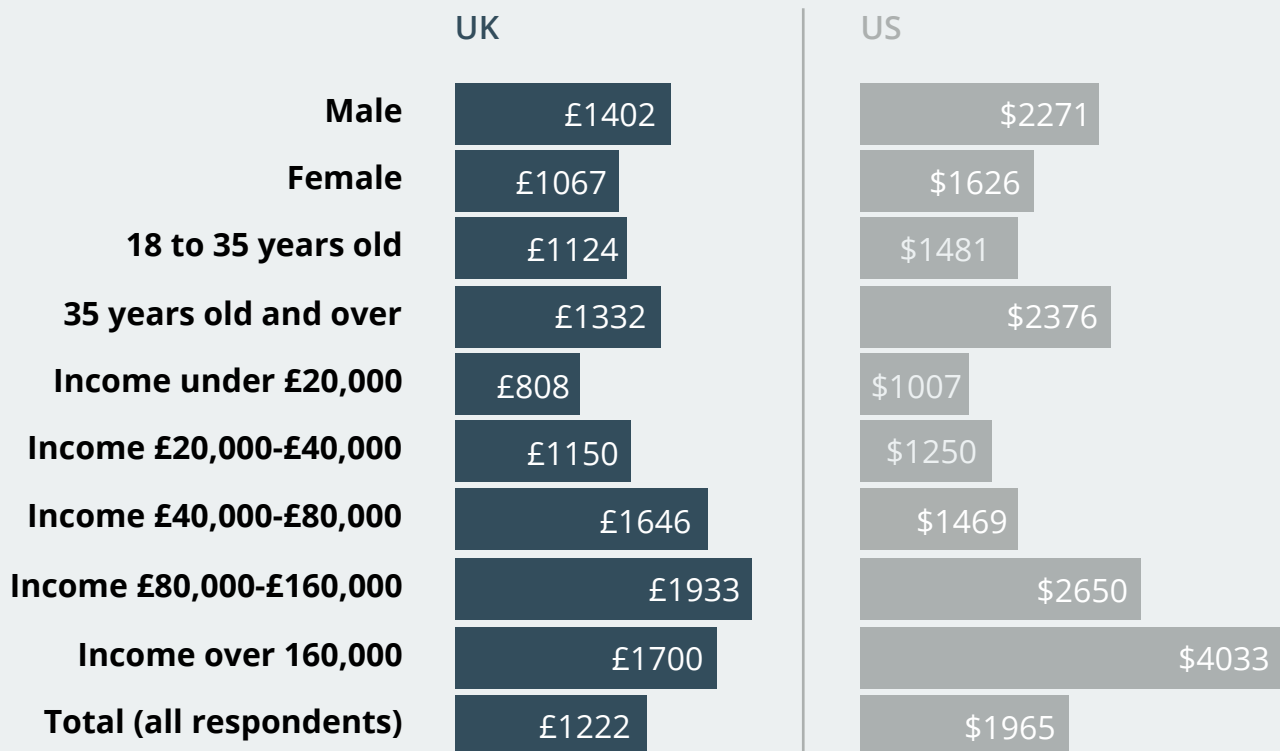 UK US
Male £1402 $2271
Female £1067 $1626
18 to 35 years old £1124 $1481
35 years old and over £1332 $2376
Income under £20,000 £808 $1007
Income £20,000-£40,000 £1150 $1250
Income £40,000-£80,000 £1646 $1469
Income £80,000-£160,000 £1933 $2650
Income over 160,000 £1700 $4033
Total (all respondents) £1222 $1965